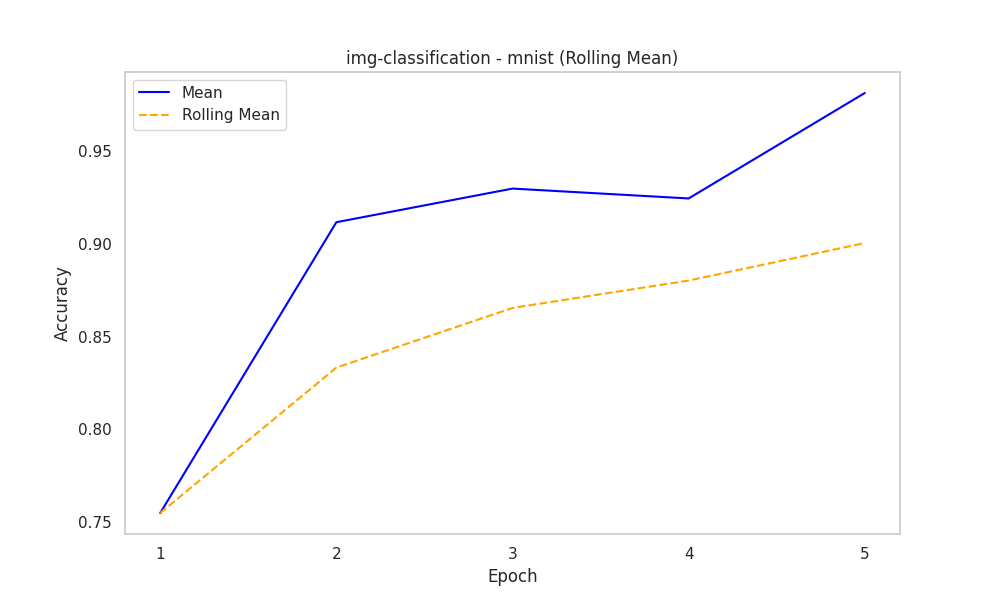 img-classification - mnist (Rolling Mean)
Mean
Rolling Mean
0.95
0.90
0.85
0.80
0.75
Accuracy
1 2 3 4 5
Epoch